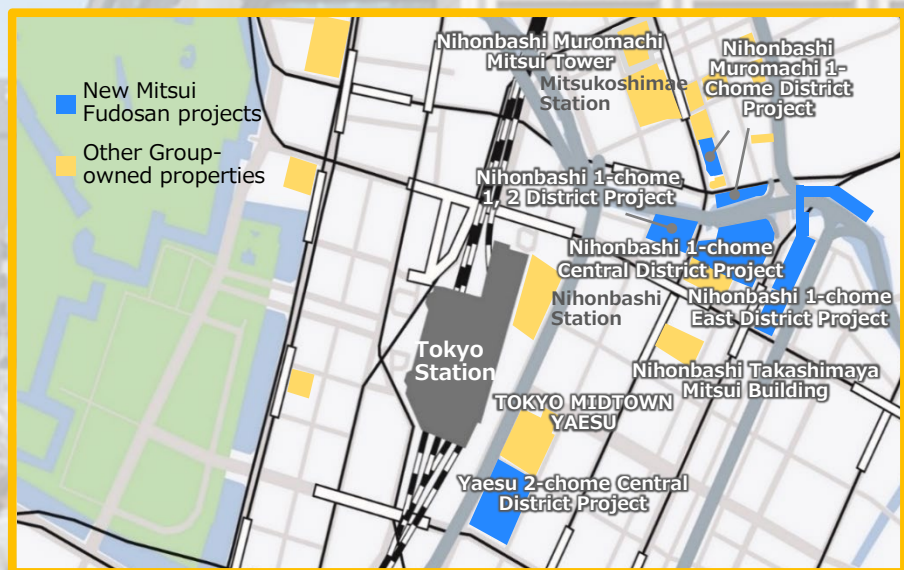 New Mitsui
Fudosan projects
Other Group-
owned properties
Nihonbashi Muromachi
Mitsui Tower
Mitsukoshimae
Station
Nihonbashi
Muromachi 1-
Chome District
Project
Nihonbashi 1-chome
1, 2 District Project
Nihonbashi 1-chome
Central District Project
Nihonbashi
Station
Nihonbashi 1-chome
East District Project
Tokyo
Station
Nihonbashi Takashimaya
Mitsui Building
TOKYO MIDTOWN
YAESU
Yaesu 2-chome Central
District Project